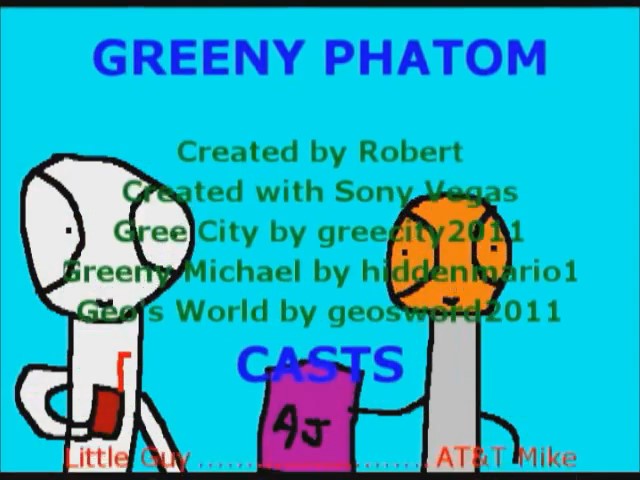 GREENY PHATOM
Created by Robert
Created with Sony Vegas
Gree City by greecity2011
Greeny Michael by hiddenmario1
Geo's World by geosword2011
CASTS
AJ
Little Guy ........................ AT&T Mike